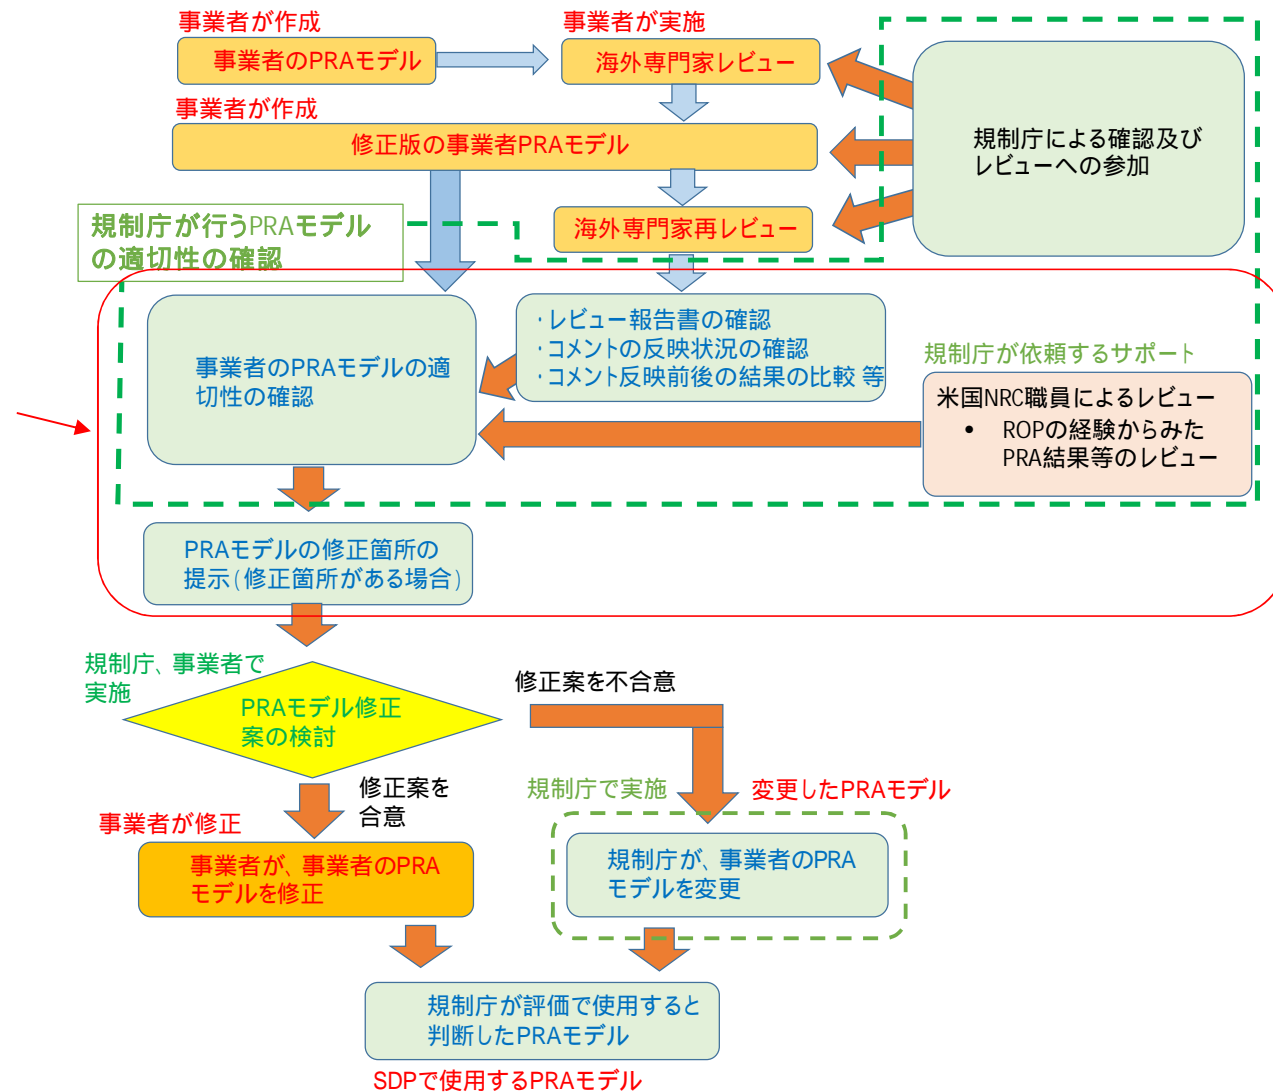 事業者が作成
事業者のPRAモデル
事業者が実施
海外専門家レビュー
規制庁による確認及び
レビューへの参加
事業者が作成
修正版の事業者PRAモデル
海外専門家再レビュー
規制庁が行うPRAモデル
の適切性の確認
事業者のPRAモデルの適
切性の確認
・レビュー報告書の確認
・コメントの反映状況の確認
・コメント反映前後の結果の比較 等
規制庁が依頼するサポート
米国NRC職員によるレビュー
• ROPの経験からみた
PRA結果等のレビュー
PRAモデルの修正箇所の
提示(修正箇所がある場合)
規制庁、事業者で
実施
PRAモデル修正
案の検討
修正案を不合意
修正案を
合意
規制庁で実施
変更したPRAモデル
事業者が修正
事業者が、事業者のPRA
モデルを修正
規制庁が、事業者のPRA
モデルを変更
規制庁が評価で使用すると
判断したPRAモデル
SDPで使用するPRAモデル